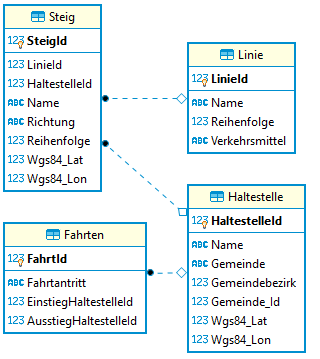 Steig
123 SteigId
123 LinieId
123 HaltestelleId
ABC Name
ABC Richtung
123 Reihenfolge
123 Wgs84_Lat
123 Wgs84_Lon
Linie
123 LinieId
ABC Name
123 Reihenfolge
ABC Verkehrsmittel
Haltestelle
123 HaltestelleId
ABC Name
ABC Gemeinde
123 Gemeindebezirk
123 Gemeinde_Id
123 Wgs84_Lat
123 Wgs84_Lon
Fahrten
123 FahrtId
ABC Fahrtantritt
123 EinstiegHaltestelleId
123 AusstiegHaltestelleId